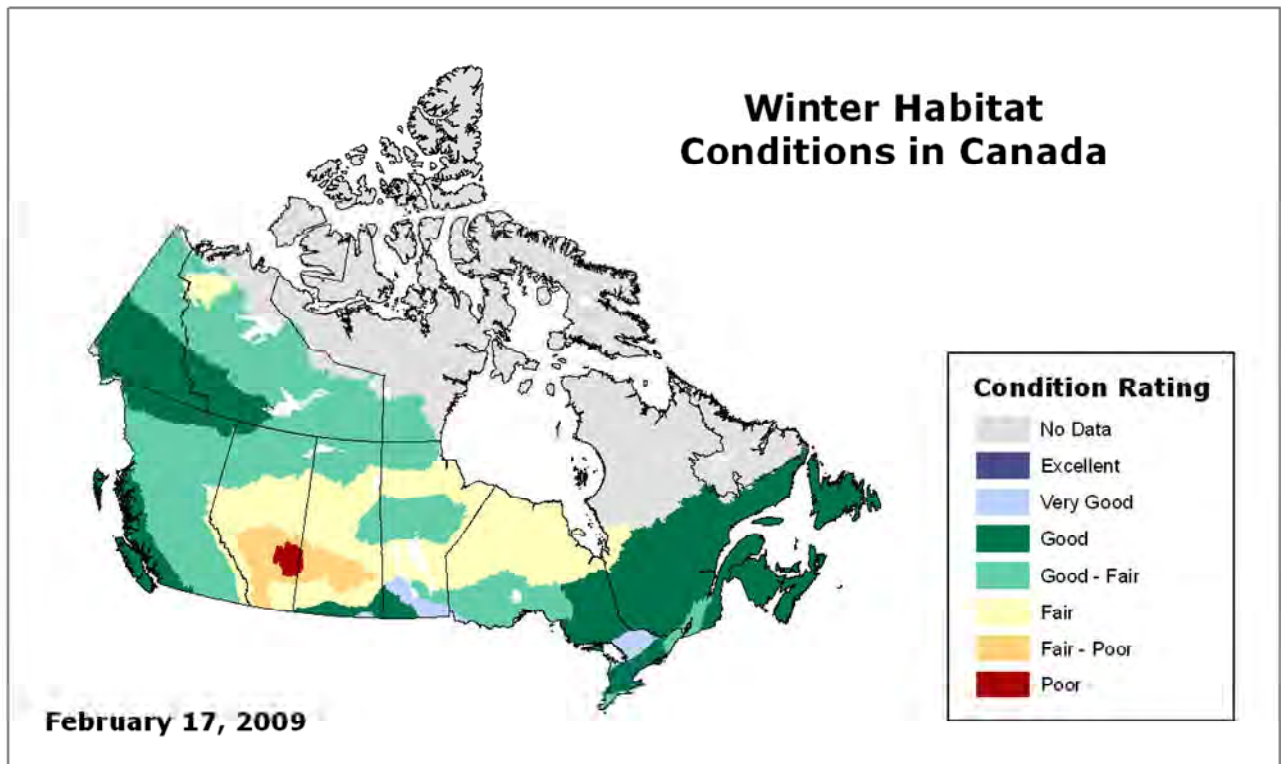 Winter Habitat
Conditions in Canada
Condition Rating
No Data
Excellent
Very Good
Good
Good - Fair
Fair
Fair - Poor
Poor
February 17, 2009